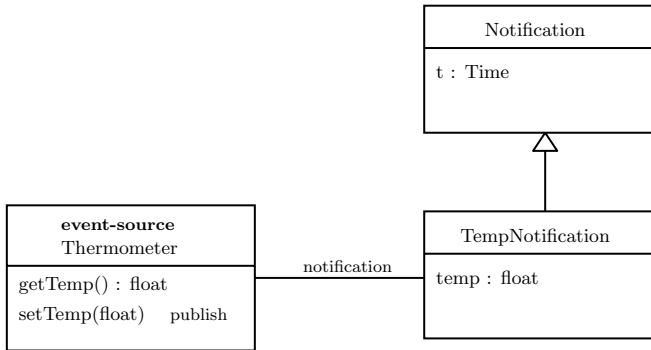 Notification
t : Time
event-source
Thermometer
getTemp() : float
setTemp(float) publish
notification
TempNotification
temp : float